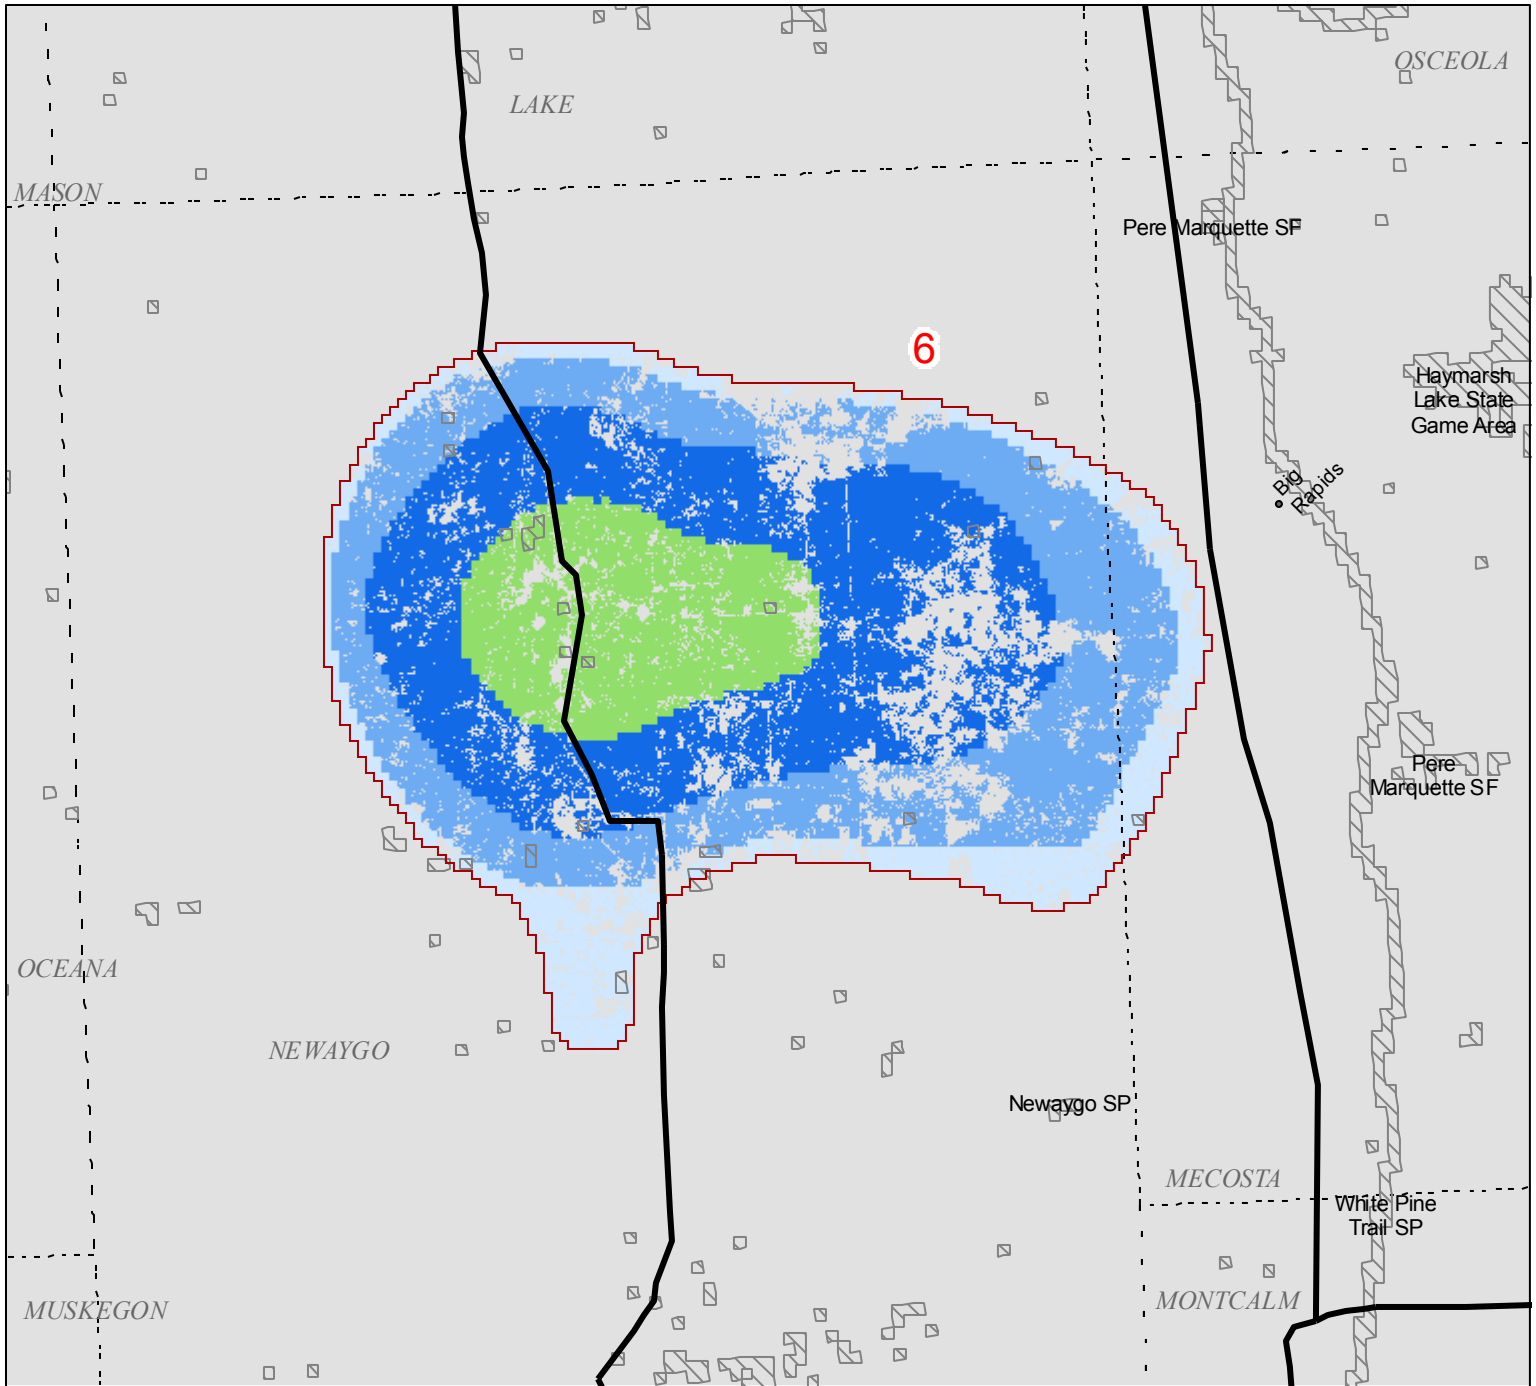 OSCEOLA
LAKE
MASON
Pere Marquette SF
6
Haymarsh
Lake State
Game Area
Big
Rapids
Pere
Marquette SF
OCEANA
NEWAYGO
Newaygo SP
MECOSTA
White Pine
Trail SP
MUSKEGON
MONTCALM